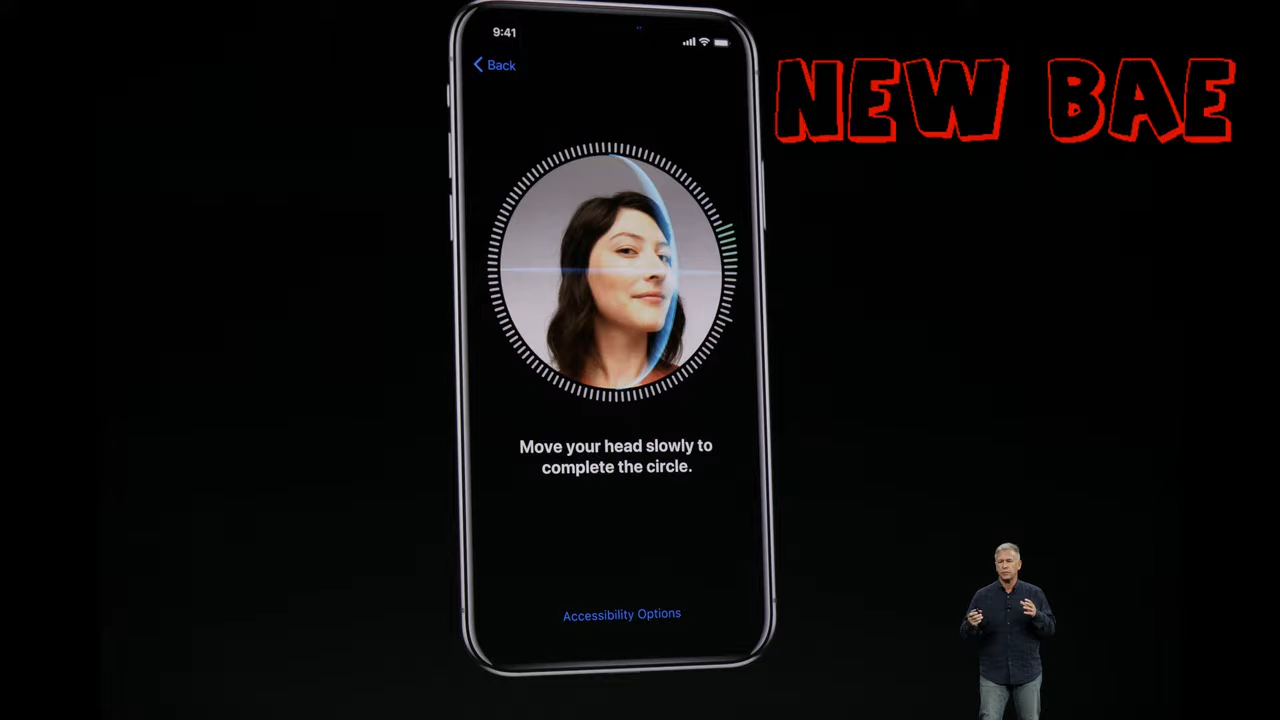 9:41
Back
NEW BAE
Move your head slowly to
complete the circle.
Accessibility Options